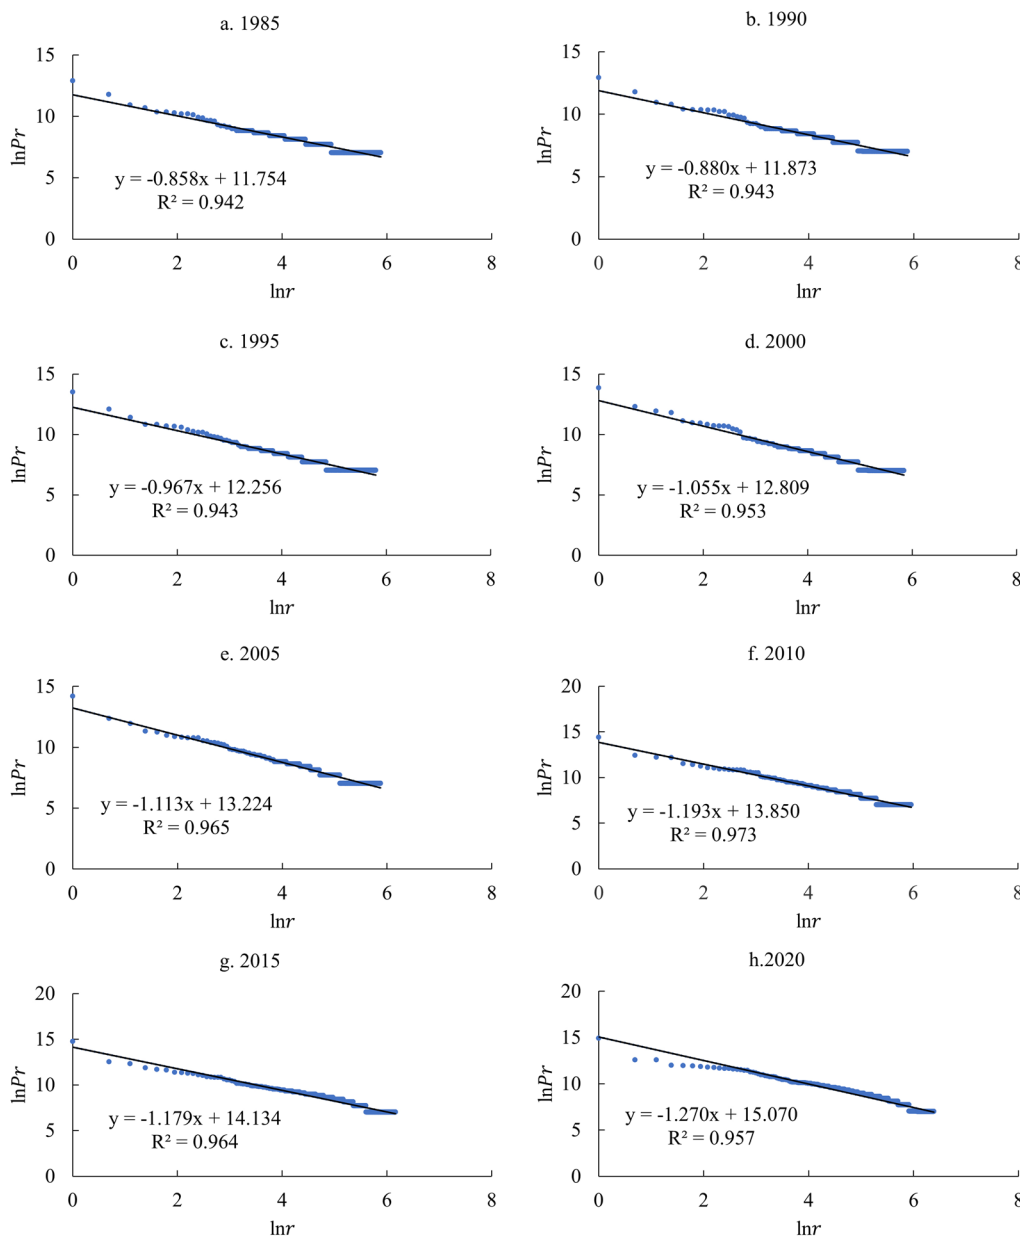 a. 1985
15
10
5
0
lnPr
y = -0.858x + 11.754
R² = 0.942
0 2 4 6 8
lnr
b. 1990
15
10
5
0
lnPr
y = -0.880x + 11.873
R² = 0.943
0 2 4 6 8
lnr
c. 1995
15
10
5
0
lnPr
y = -0.967x + 12.256
R² = 0.943
0 2 4 6 8
lnr
d. 2000
15
10
5
0
lnPr
y = -1.055x + 12.809
R² = 0.953
0 2 4 6 8
lnr
e. 2005
15
10
5
0
lnPr
y = -1.113x + 13.224
R² = 0.965
0 2 4 6 8
lnr
f. 2010
20
15
10
5
0
lnPr
y = -1.193x + 13.850
R² = 0.973
0 2 4 6 8
lnr
g. 2015
20
15
10
5
0
lnPr
y = -1.179x + 14.134
R² = 0.964
0 2 4 6 8
lnr
h.2020
20
15
10
5
0
lnPr
y = -1.270x + 15.070
R² = 0.957
0 2 4 6 8
lnr